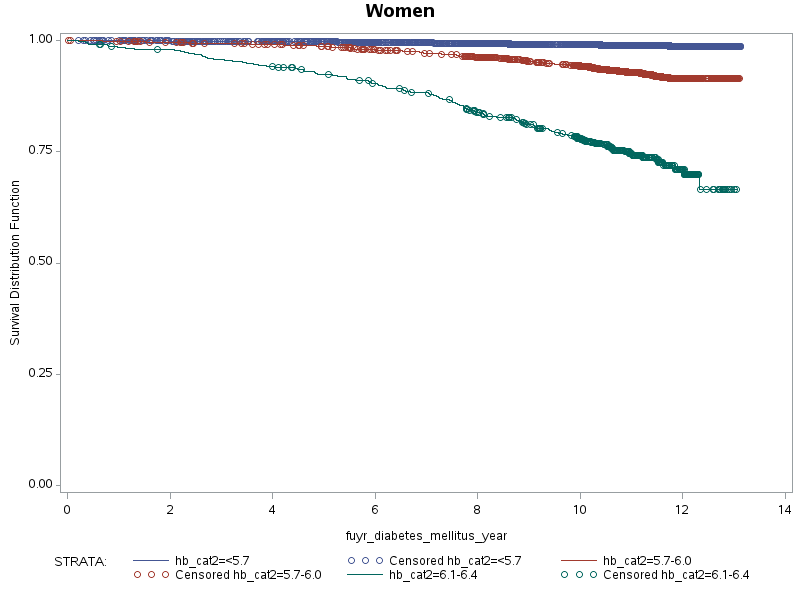 Women
1.00
0.75
0.50
0.25
0.00
Survival Distribution Function
0 2 4 6 8 10 12 14
fuyr_diabetes_mellitus_year
STRATA: hb_cat2=<5.7 Censored hb_cat2=<5.7 hb_cat2=5.7-6.0
Censored hb_cat2=5.7-6.0 hb_cat2=6.1-6.4 Censored hb_cat2=6.1-6.4